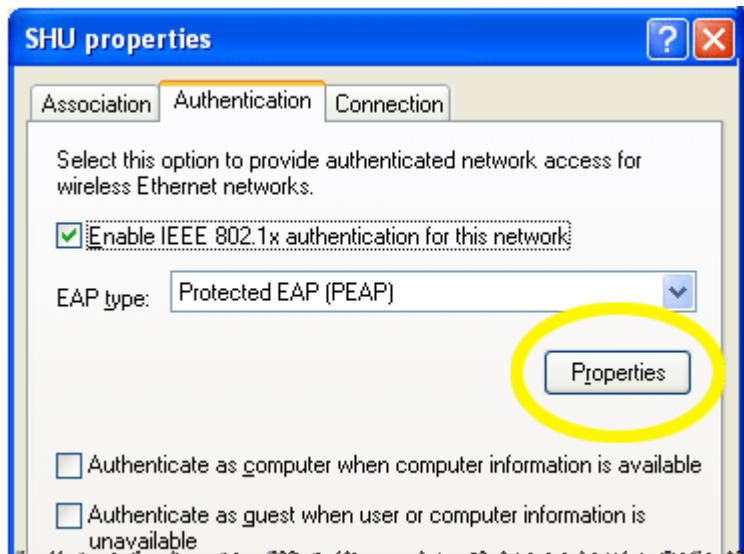 SHU properties
Association Authentication Connection
Select this option to provide authenticated network access for
wireless Ethernet networks.
Enable IEEE 802.1x authentication for this network
EAP type: Protected EAP (PEAP)
Properties
Authenticate as computer when computer information is available
Authenticate as guest when user or computer information is
unavailable